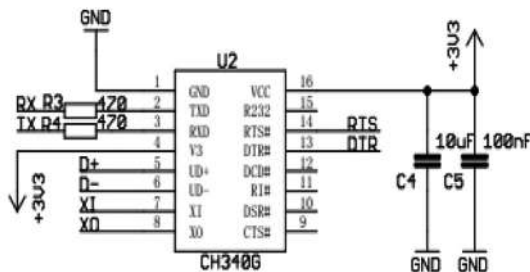 GND
U2
+3V3
1 GND VCC 16
RX R3 470 2 TXD R232 15
TX R4 470 3 RXD RTS# 14 RTS
4 V3 DTR# 13 DTR
D+ 5 UD+ DCD# 12
D- 6 UD- RI# 11
XI 7 XI DSR# 10
XO 8 XO CTS# 9
+3V3
CH340G
10uF 100nF
C4 C5
GND GND